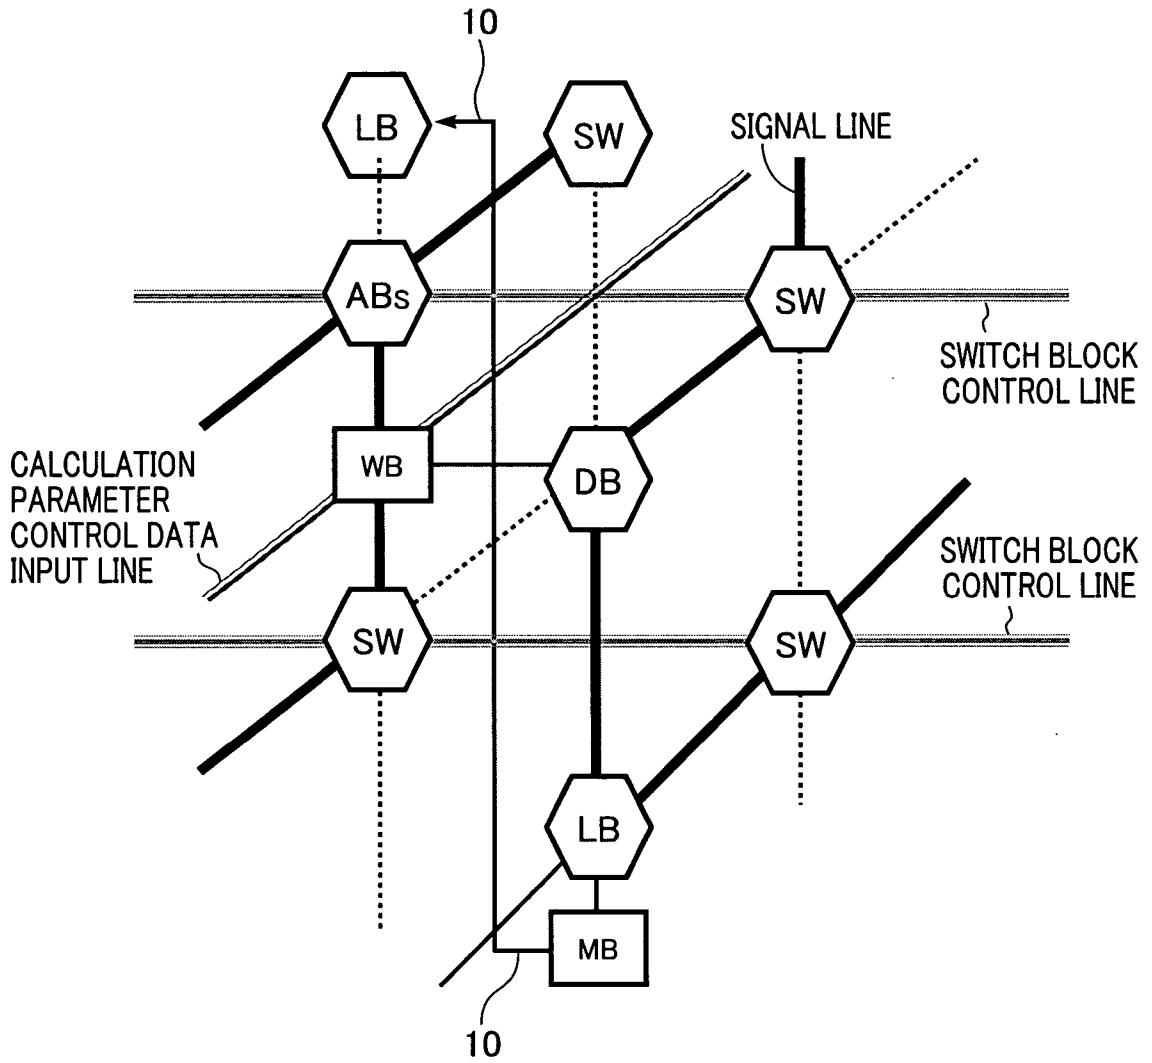 10
LB
SW
SIGNAL LINE
ABs
SW
SWITCH BLOCK
CONTROL LINE
CALCULATION
PARAMETER
CONTROL DATA
INPUT LINE
WB
DB
SWITCH BLOCK
CONTROL LINE
SW
SW
LB
MB
10